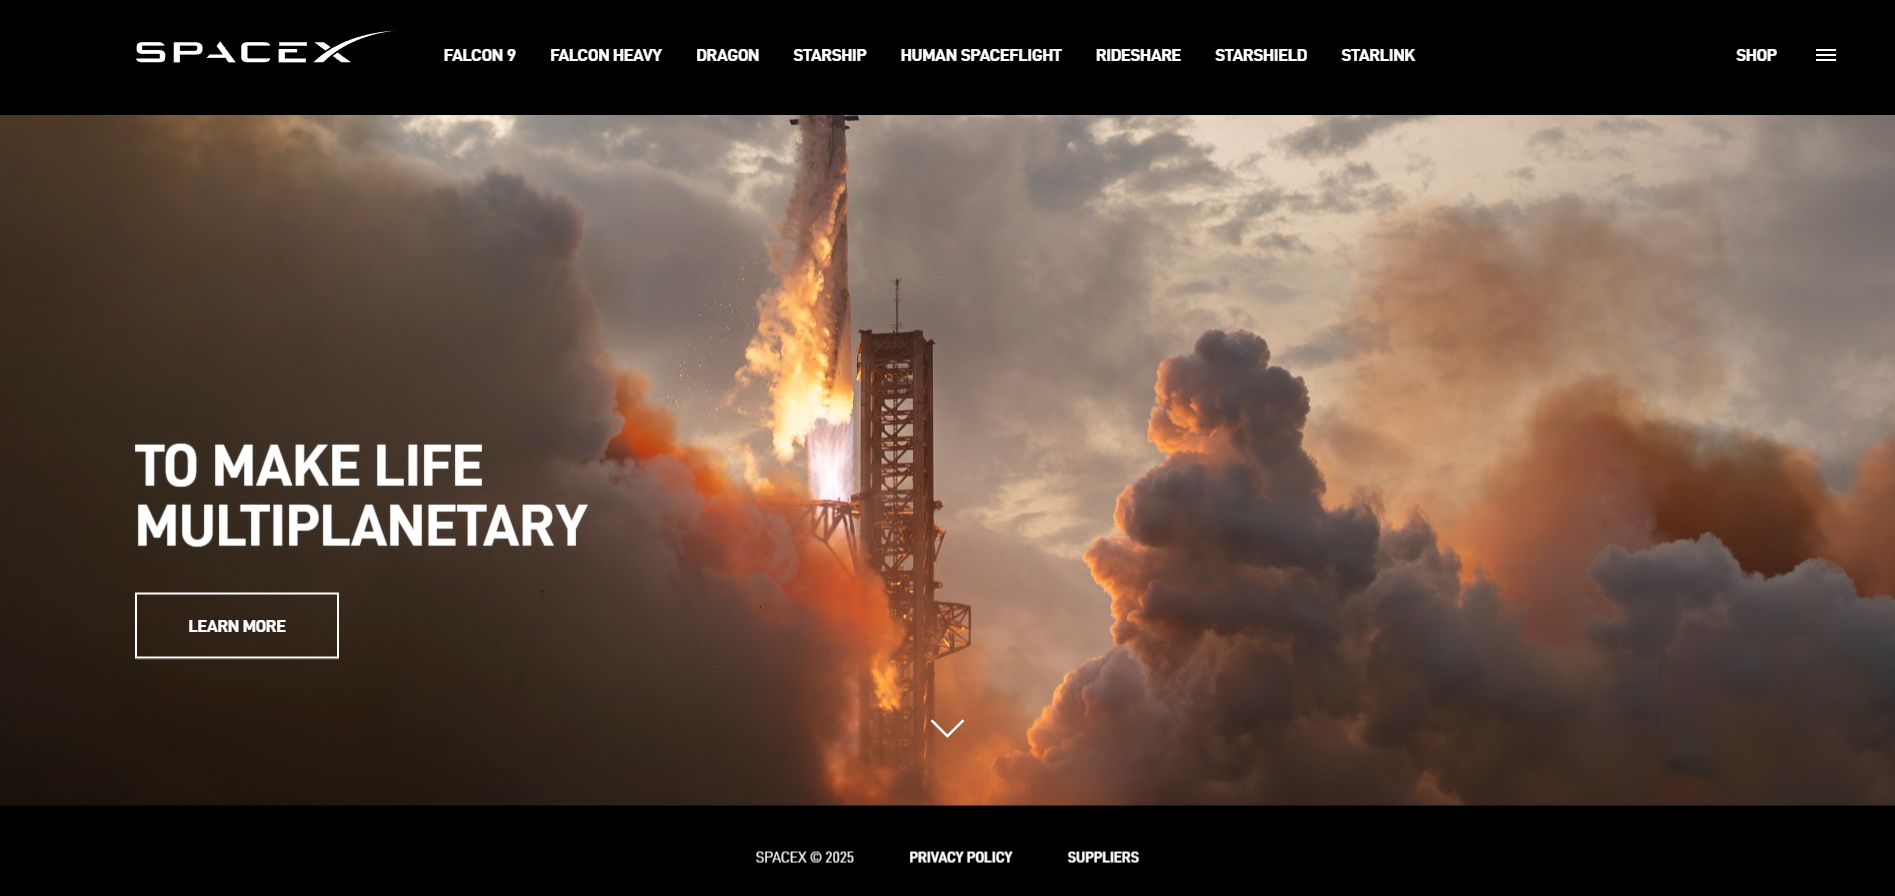 SPACEX
FALCON 9
FALCON HEAVY
DRAGON
STARSHIP
HUMAN SPACEFLIGHT
RIDESHARE
STARSHIELD
STARLINK
SHOP
TO MAKE LIFE
MULTIPLANETARY
LEARN MORE
SPACEX © 2025
PRIVACY POLICY
SUPPLIERS